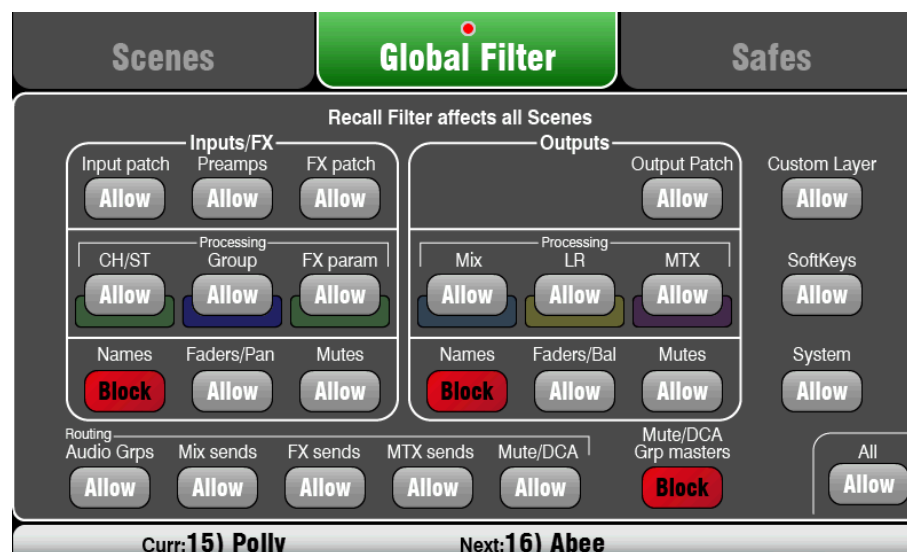 Scenes Global Filter Safes
Recall Filter affects all Scenes
Inputs/FX Outputs
Input patch Preamps FX patch Output Patch Custom Layer
Allow Allow Allow Allow Allow
Processing Processing
CH/ST Group FX param Mix LR MTX SoftKeys
Allow Allow Allow Allow Allow Allow Allow
Names Faders/Pan Mutes Names Faders/Bal Mutes System
Block Allow Allow Block Allow Allow Allow
Routing Mute/DCA
Audio Grps Mix sends FX sends MTX sends Mute/DCA Grp masters All
Allow Allow Allow Allow Allow Block Allow
Curr:15) Polly Next:16) Abee